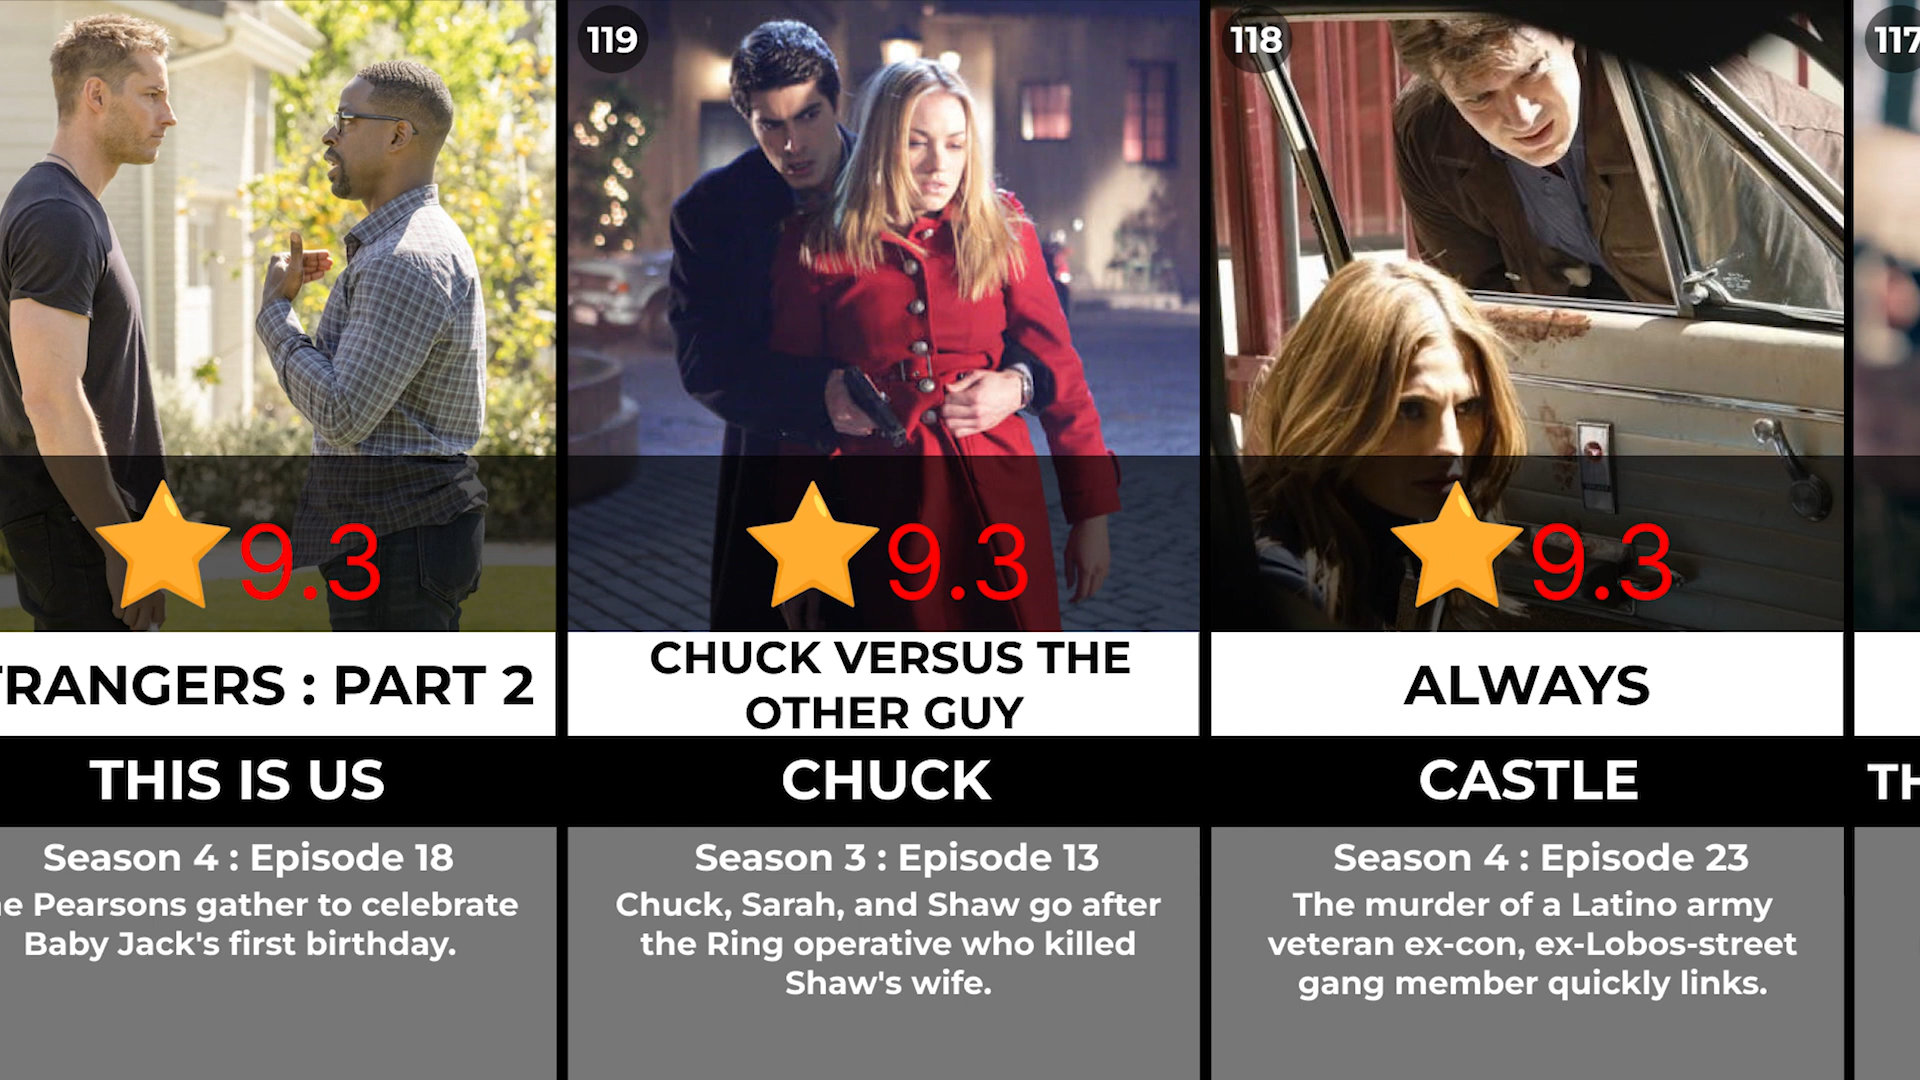 9.3
TRANGERS : PART 2
THIS IS US
Season 4 : Episode 18
e Pearsons gather to celebrate
Baby Jack's first birthday.
119
9.3
CHUCK VERSUS THE
OTHER GUY
CHUCK
Season 3 : Episode 13
Chuck, Sarah, and Shaw go after
the Ring operative who killed
Shaw's wife.
118
9.3
ALWAYS
CASTLE
Season 4 : Episode 23
The murder of a Latino army
veteran ex-con, ex-Lobos-street
gang member quickly links.
117
TH